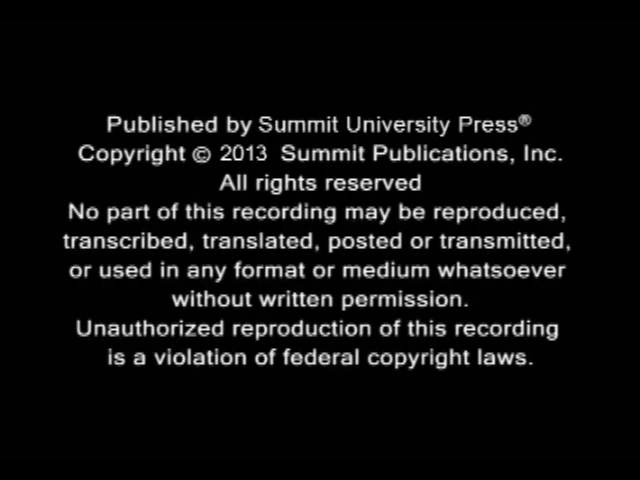 Published by Summit University Press®
Copyright © 2013 Summit Publications, Inc.
All rights reserved
No part of this recording may be reproduced,
transcribed, translated, posted or transmitted,
or used in any format or medium whatsoever
without written permission.
Unauthorized reproduction of this recording
is a violation of federal copyright laws.